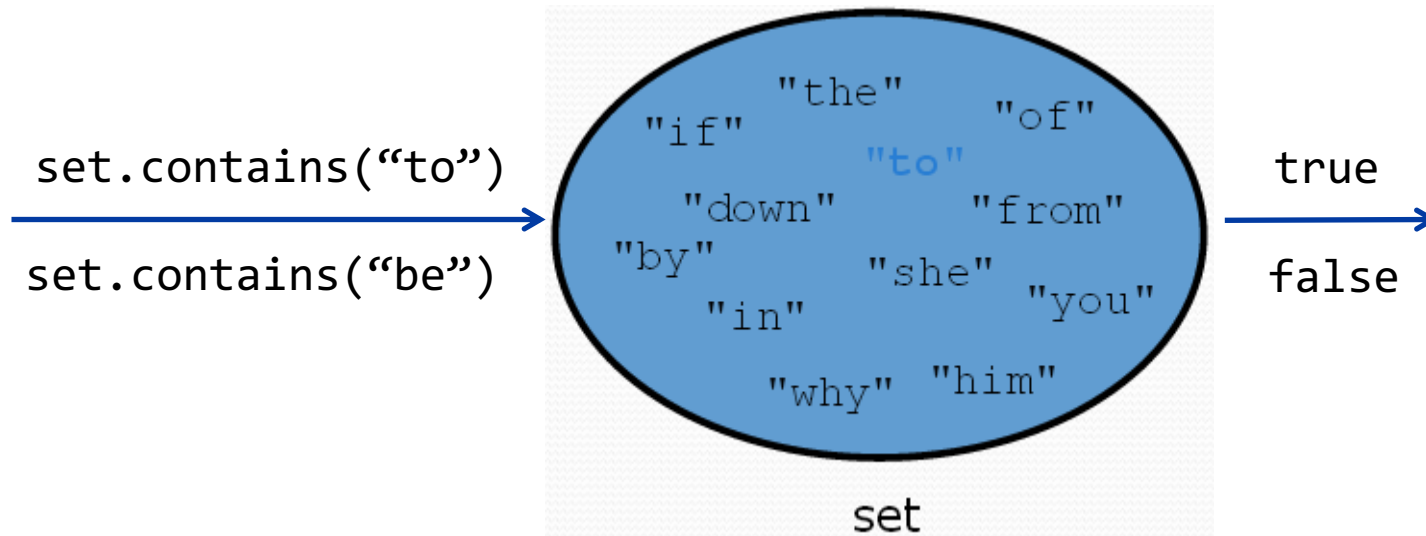 set.contains(“to”)
set.contains(“be”)
"the"
"of"
"if"
"to"
"down"
"from"
"by"
"she"
"you"
"in"
"why"
"him"
set
true
false